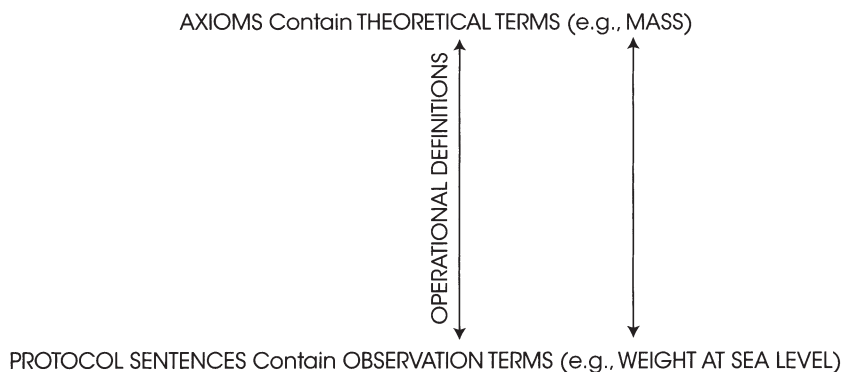 AXIOMS Contain THEORETICAL TERMS (e.g., MASS)
OPERATIONAL DEFINITIONS
PROTOCOL SENTENCES Contain OBSERVATION TERMS (e.g., WEIGHT AT SEA LEVEL)